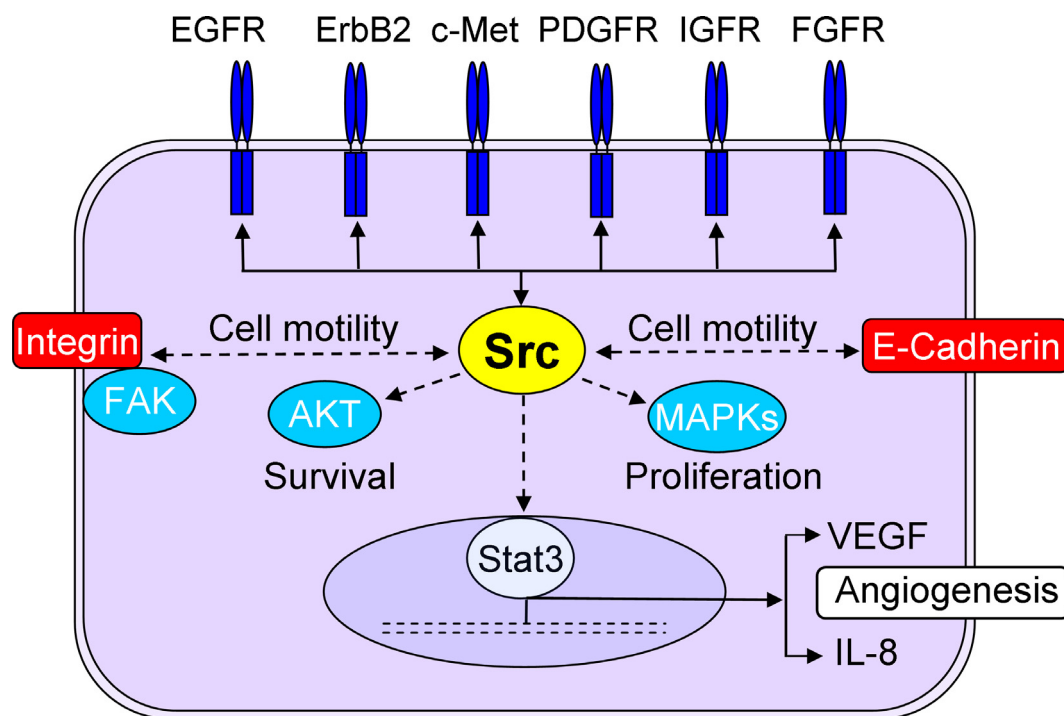 EGFR ErbB2 c-Met PDGFR IGFR FGFR
Cell motility
Cell motility
Integrin
Src
E-Cadherin
FAK
AKT
MAPKs
Survival
Proliferation
Stat3
VEGF
Angiogenesis
IL-8